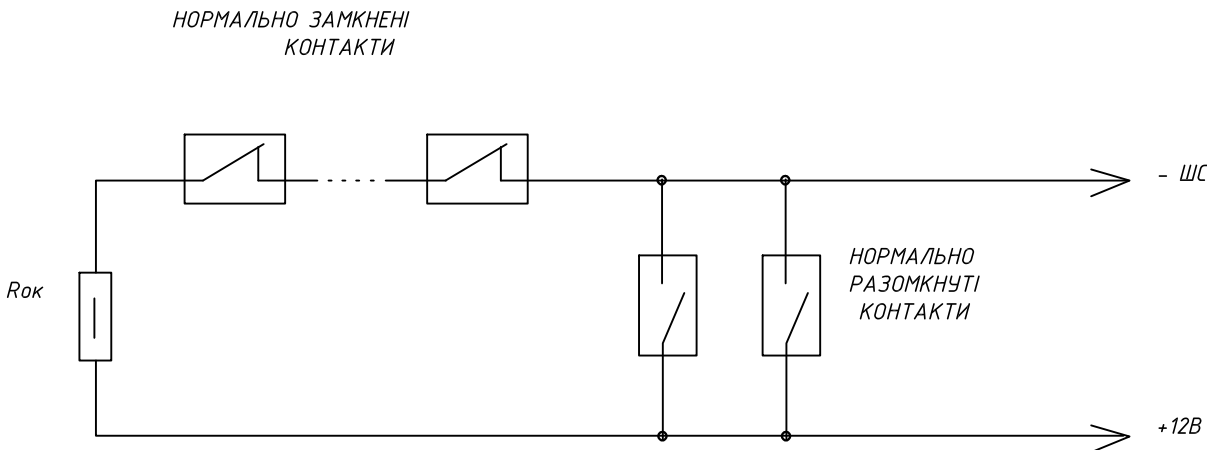 НОРМАЛЬНО ЗАМКНЕНІ
КОНТАКТИ
- ШС
НОРМАЛЬНО
РАЗОМКНУТІ
КОНТАКТИ
Rок
+12В